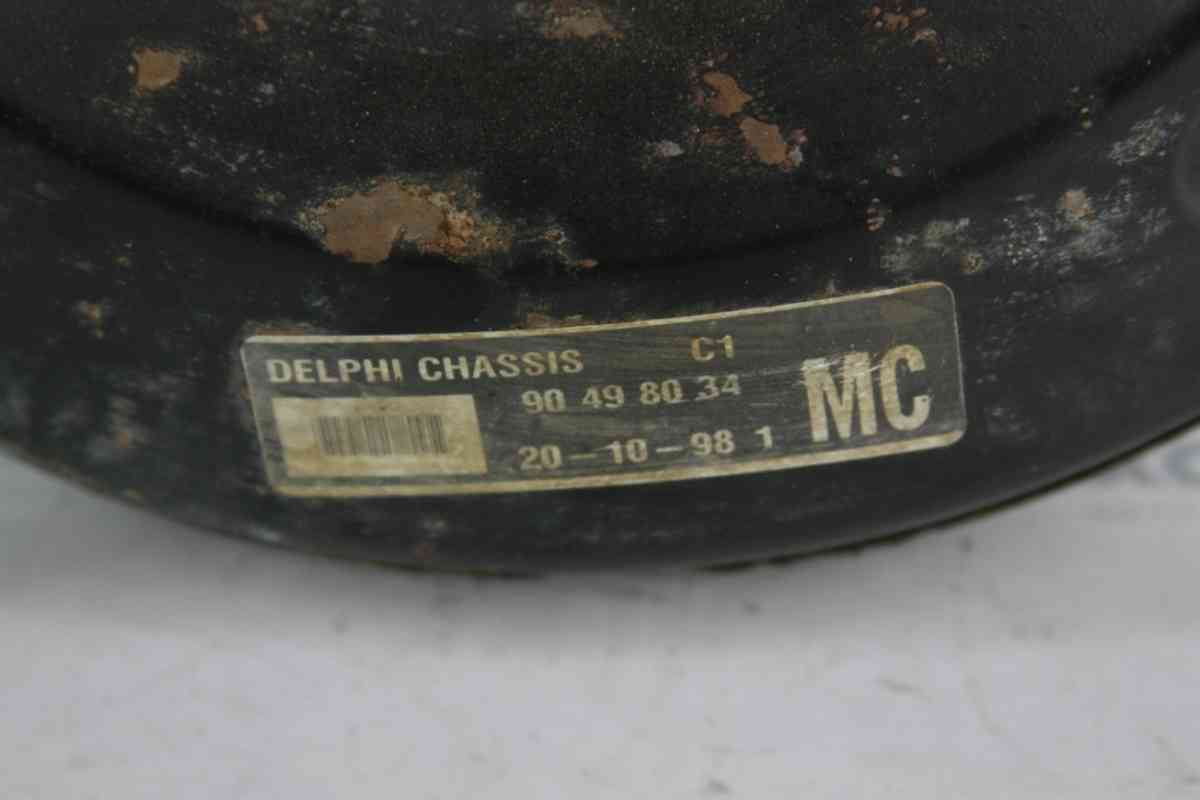 DELPHI CHASSIS C1
90 49 80 34
MC
20-10-98 1